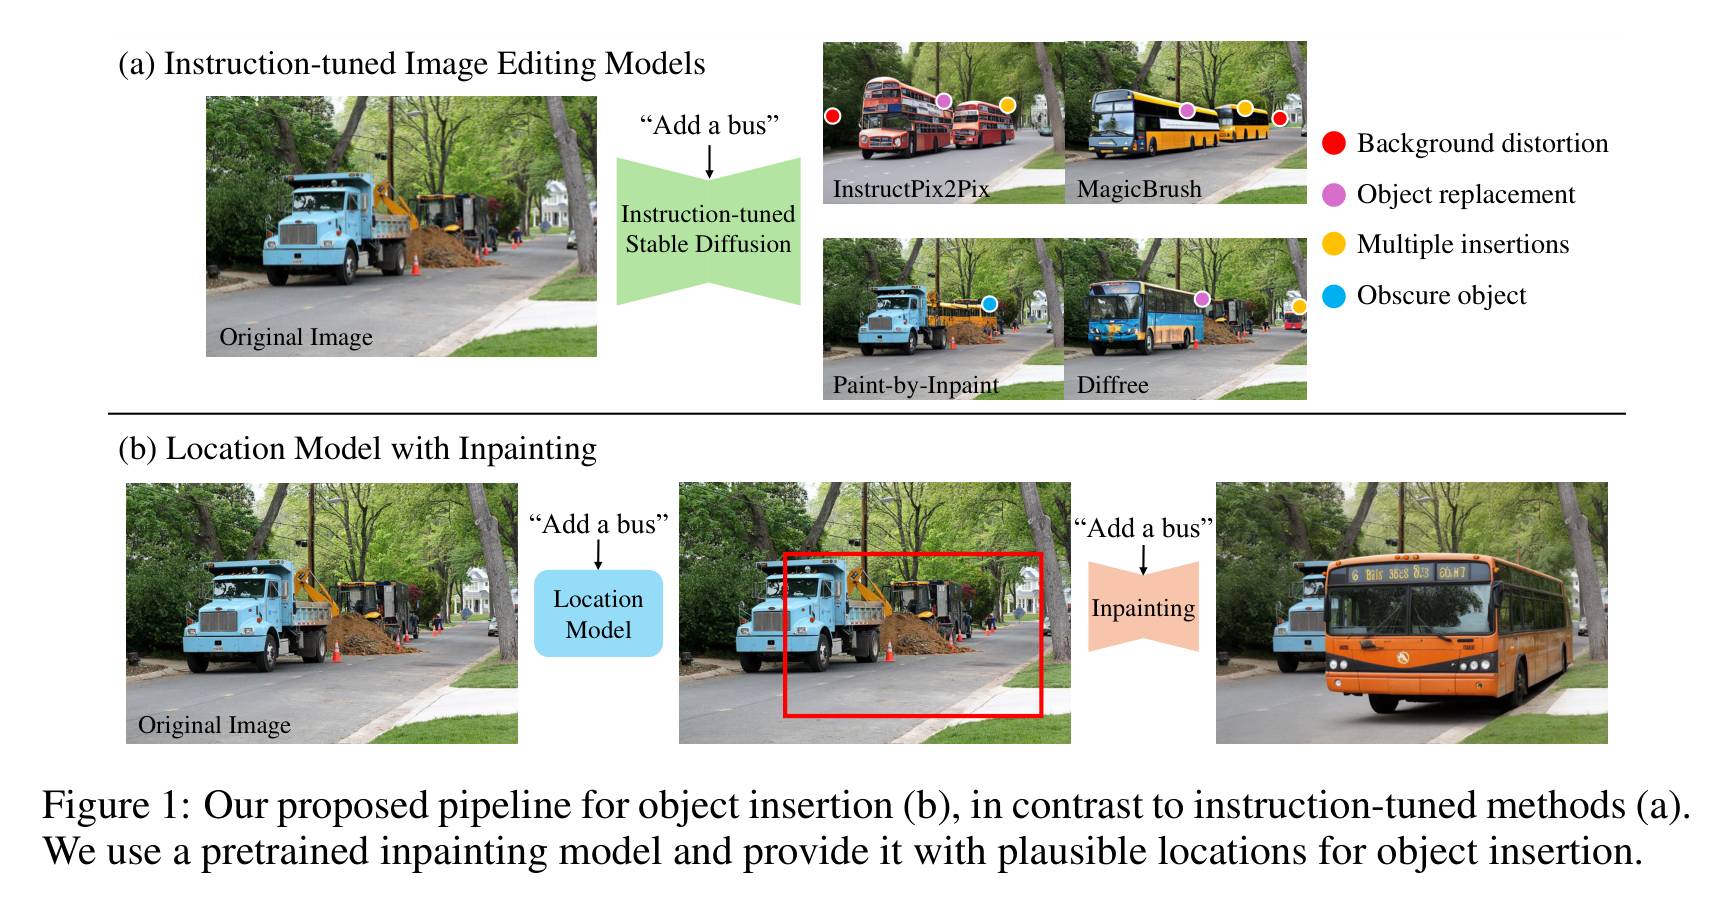 (a) Instruction-tuned Image Editing Models
Original Image
“Add a bus”
Instruction-tuned
Stable Diffusion
InstructPix2Pix
MagicBrush
Paint-by-Inpaint
Diffree
Background distortion
Object replacement
Multiple insertions
Obscure object
(b) Location Model with Inpainting
Original Image
“Add a bus”
Location
Model
“Add a bus”
Inpainting
Figure 1: Our proposed pipeline for object insertion (b), in contrast to instruction-tuned methods (a).
We use a pretrained inpainting model and provide it with plausible locations for object insertion.